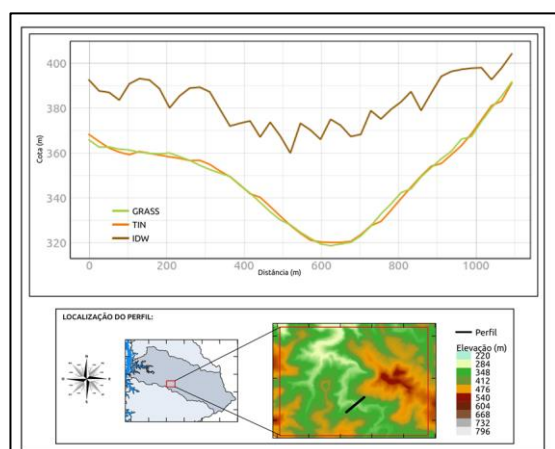 400
380
360
340
320
Cota (m)
GRASS
TIN
IDW
0
200
400
600
800
1000
Distância (m)
LOCALIZAÇÃO DO PERFIL:
Perfil
Elevação (m)
220
284
348
412
476
540
604
668
732
796